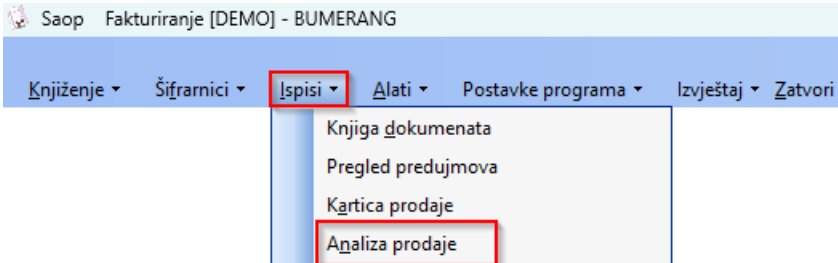 Saop Fakturiranje [DEMO] - BUMERANG
Knjiženje Šifrarnici Ispisi Alati Postavke programa Izvještaj Zatvori
Knjiga dokumenata
Pregled predujmova
Kartica prodaje
Analiza prodaje